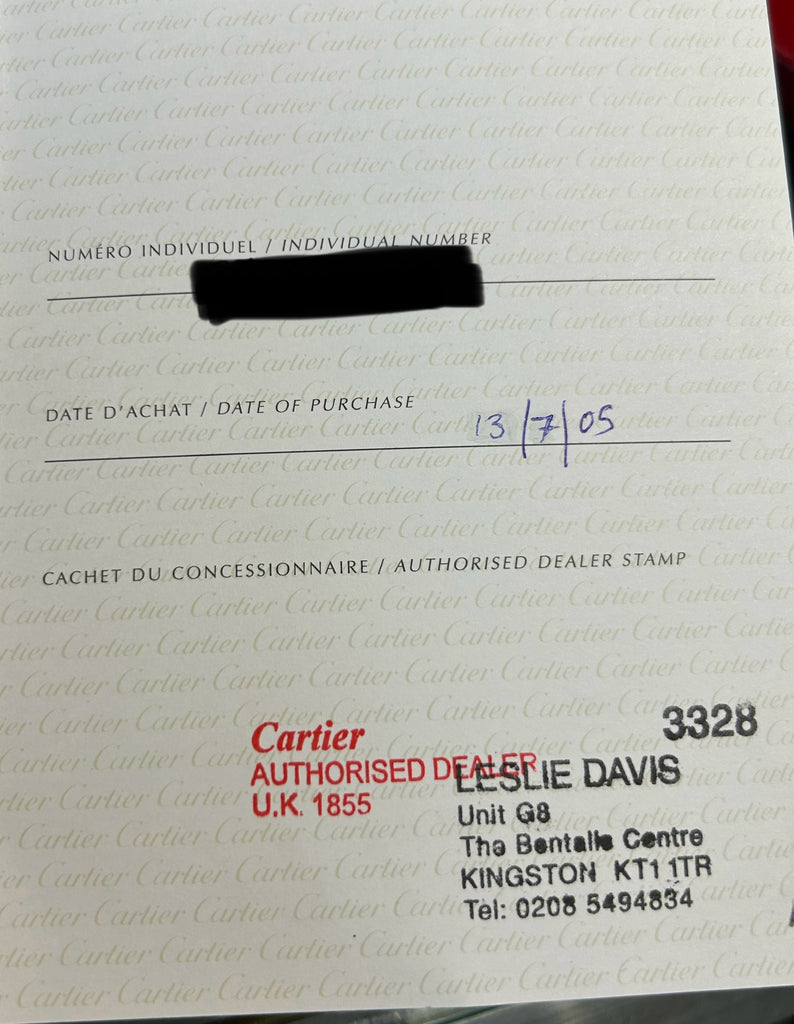 NUMÉRO INDIVIDUEL / INDIVIDUAL NUMBER
DATE D'ACHAT / DATE OF PURCHASE 13/7/05
CACHET DU CONCESSIONNAIRE / AUTHORISED DEALER STAMP
3328
Cartier
AUTHORISED DEALER
U.K. 1855
LESLIE DAVIS
Unit G8
The Bentalls Centre
KINGSTON KT1 1TR
Tel: 0208 5494834